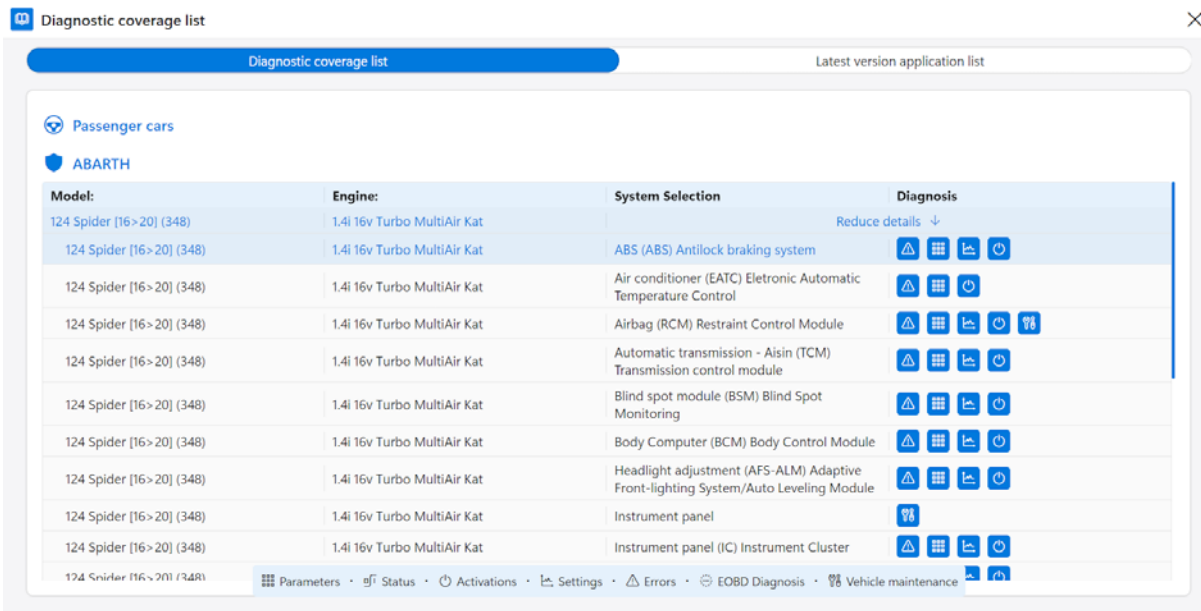 Diagnostic coverage list
Diagnostic coverage list
Latest version application list
Passenger cars
ABARTH
Model: Engine: System Selection Diagnosis
124 Spider [16>20] (348) 1.4i 16v Turbo MultiAir Kat Reduce details ↓
124 Spider [16>20] (348) 1.4i 16v Turbo MultiAir Kat ABS (ABS) Antilock braking system
124 Spider [16>20] (348) 1.4i 16v Turbo MultiAir Kat Air conditioner (EATC) Eletronic Automatic
Temperature Control
124 Spider [16>20] (348) 1.4i 16v Turbo MultiAir Kat Airbag (RCM) Restraint Control Module
124 Spider [16>20] (348) 1.4i 16v Turbo MultiAir Kat Automatic transmission - Aisin (TCM)
Transmission control module
124 Spider [16>20] (348) 1.4i 16v Turbo MultiAir Kat Blind spot module (BSM) Blind Spot
Monitoring
124 Spider [16>20] (348) 1.4i 16v Turbo MultiAir Kat Body Computer (BCM) Body Control Module
124 Spider [16>20] (348) 1.4i 16v Turbo MultiAir Kat Headlight adjustment (AFS-ALM) Adaptive
Front-lighting System/Auto Leveling Module
124 Spider [16>20] (348) 1.4i 16v Turbo MultiAir Kat Instrument panel
124 Spider [16>20] (348) 1.4i 16v Turbo MultiAir Kat Instrument panel (IC) Instrument Cluster
124 Spider [16>20] (348)
Parameters · Status · Activations · Settings · Errors · EOBD Diagnosis · Vehicle maintenance